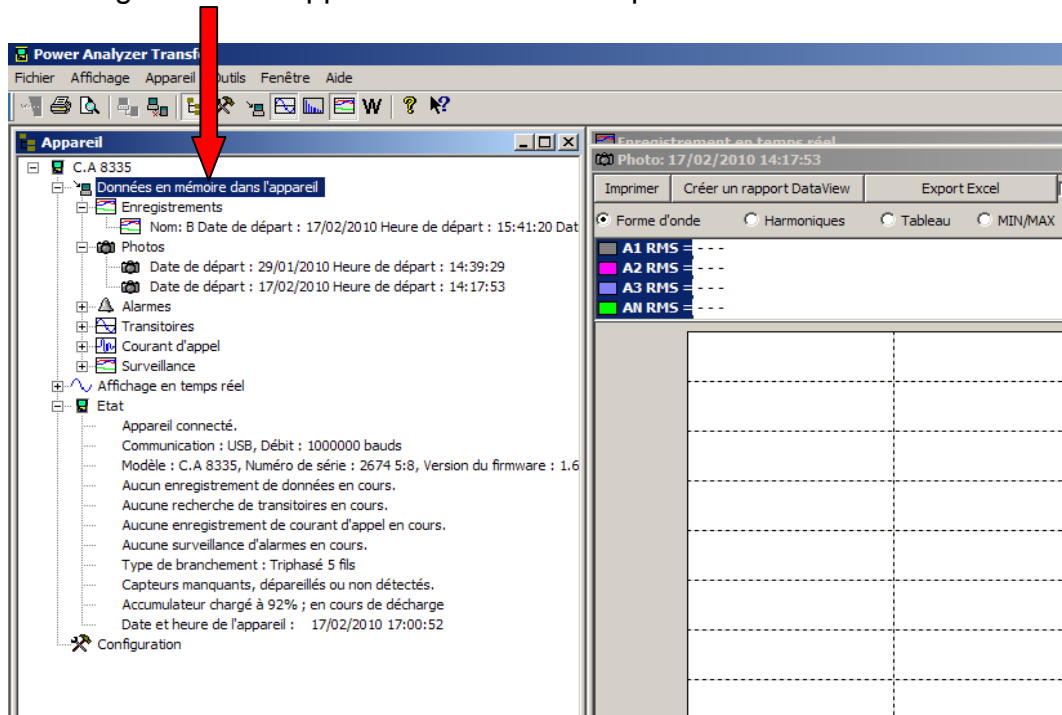 Power Analyzer Transf
Fichier Affichage Appareil Outils Fenêtre Aide
W
Appareil
C.A 8335
Données en mémoire dans l'appareil
Enregistrements
Nom: B Date de départ : 17/02/2010 Heure de départ : 15:41:20 Dat
Photos
Date de départ : 29/01/2010 Heure de départ : 14:39:29
Date de départ : 17/02/2010 Heure de départ : 14:17:53
Alarmes
Transitoires
Courant d'appel
Surveillance
Affichage en temps réel
Etat
Appareil connecté.
Communication : USB, Débit : 1000000 bauds
Modèle : C.A 8335, Numéro de série : 2674 5:8, Version du firmware : 1.6
Aucun enregistrement de données en cours.
Aucune recherche de transitoires en cours.
Aucune enregistrement de courant d'appel en cours.
Aucune surveillance d'alarmes en cours.
Type de branchement : Triphasé 5 fils
Capteurs manquants, dépareillés ou non détectés.
Accumulateur chargé à 92% ; en cours de décharge
Date et heure de l'appareil : 17/02/2010 17:00:52
Configuration
Enregistrement en temps réel
Photo: 17/02/2010 14:17:53
Imprimer Créer un rapport DataView Export Excel
Forme d'onde Harmoniques Tableau MIN/MAX
A1 RMS = - - -
A2 RMS = - - -
A3 RMS = - - -
AN RMS = - - -